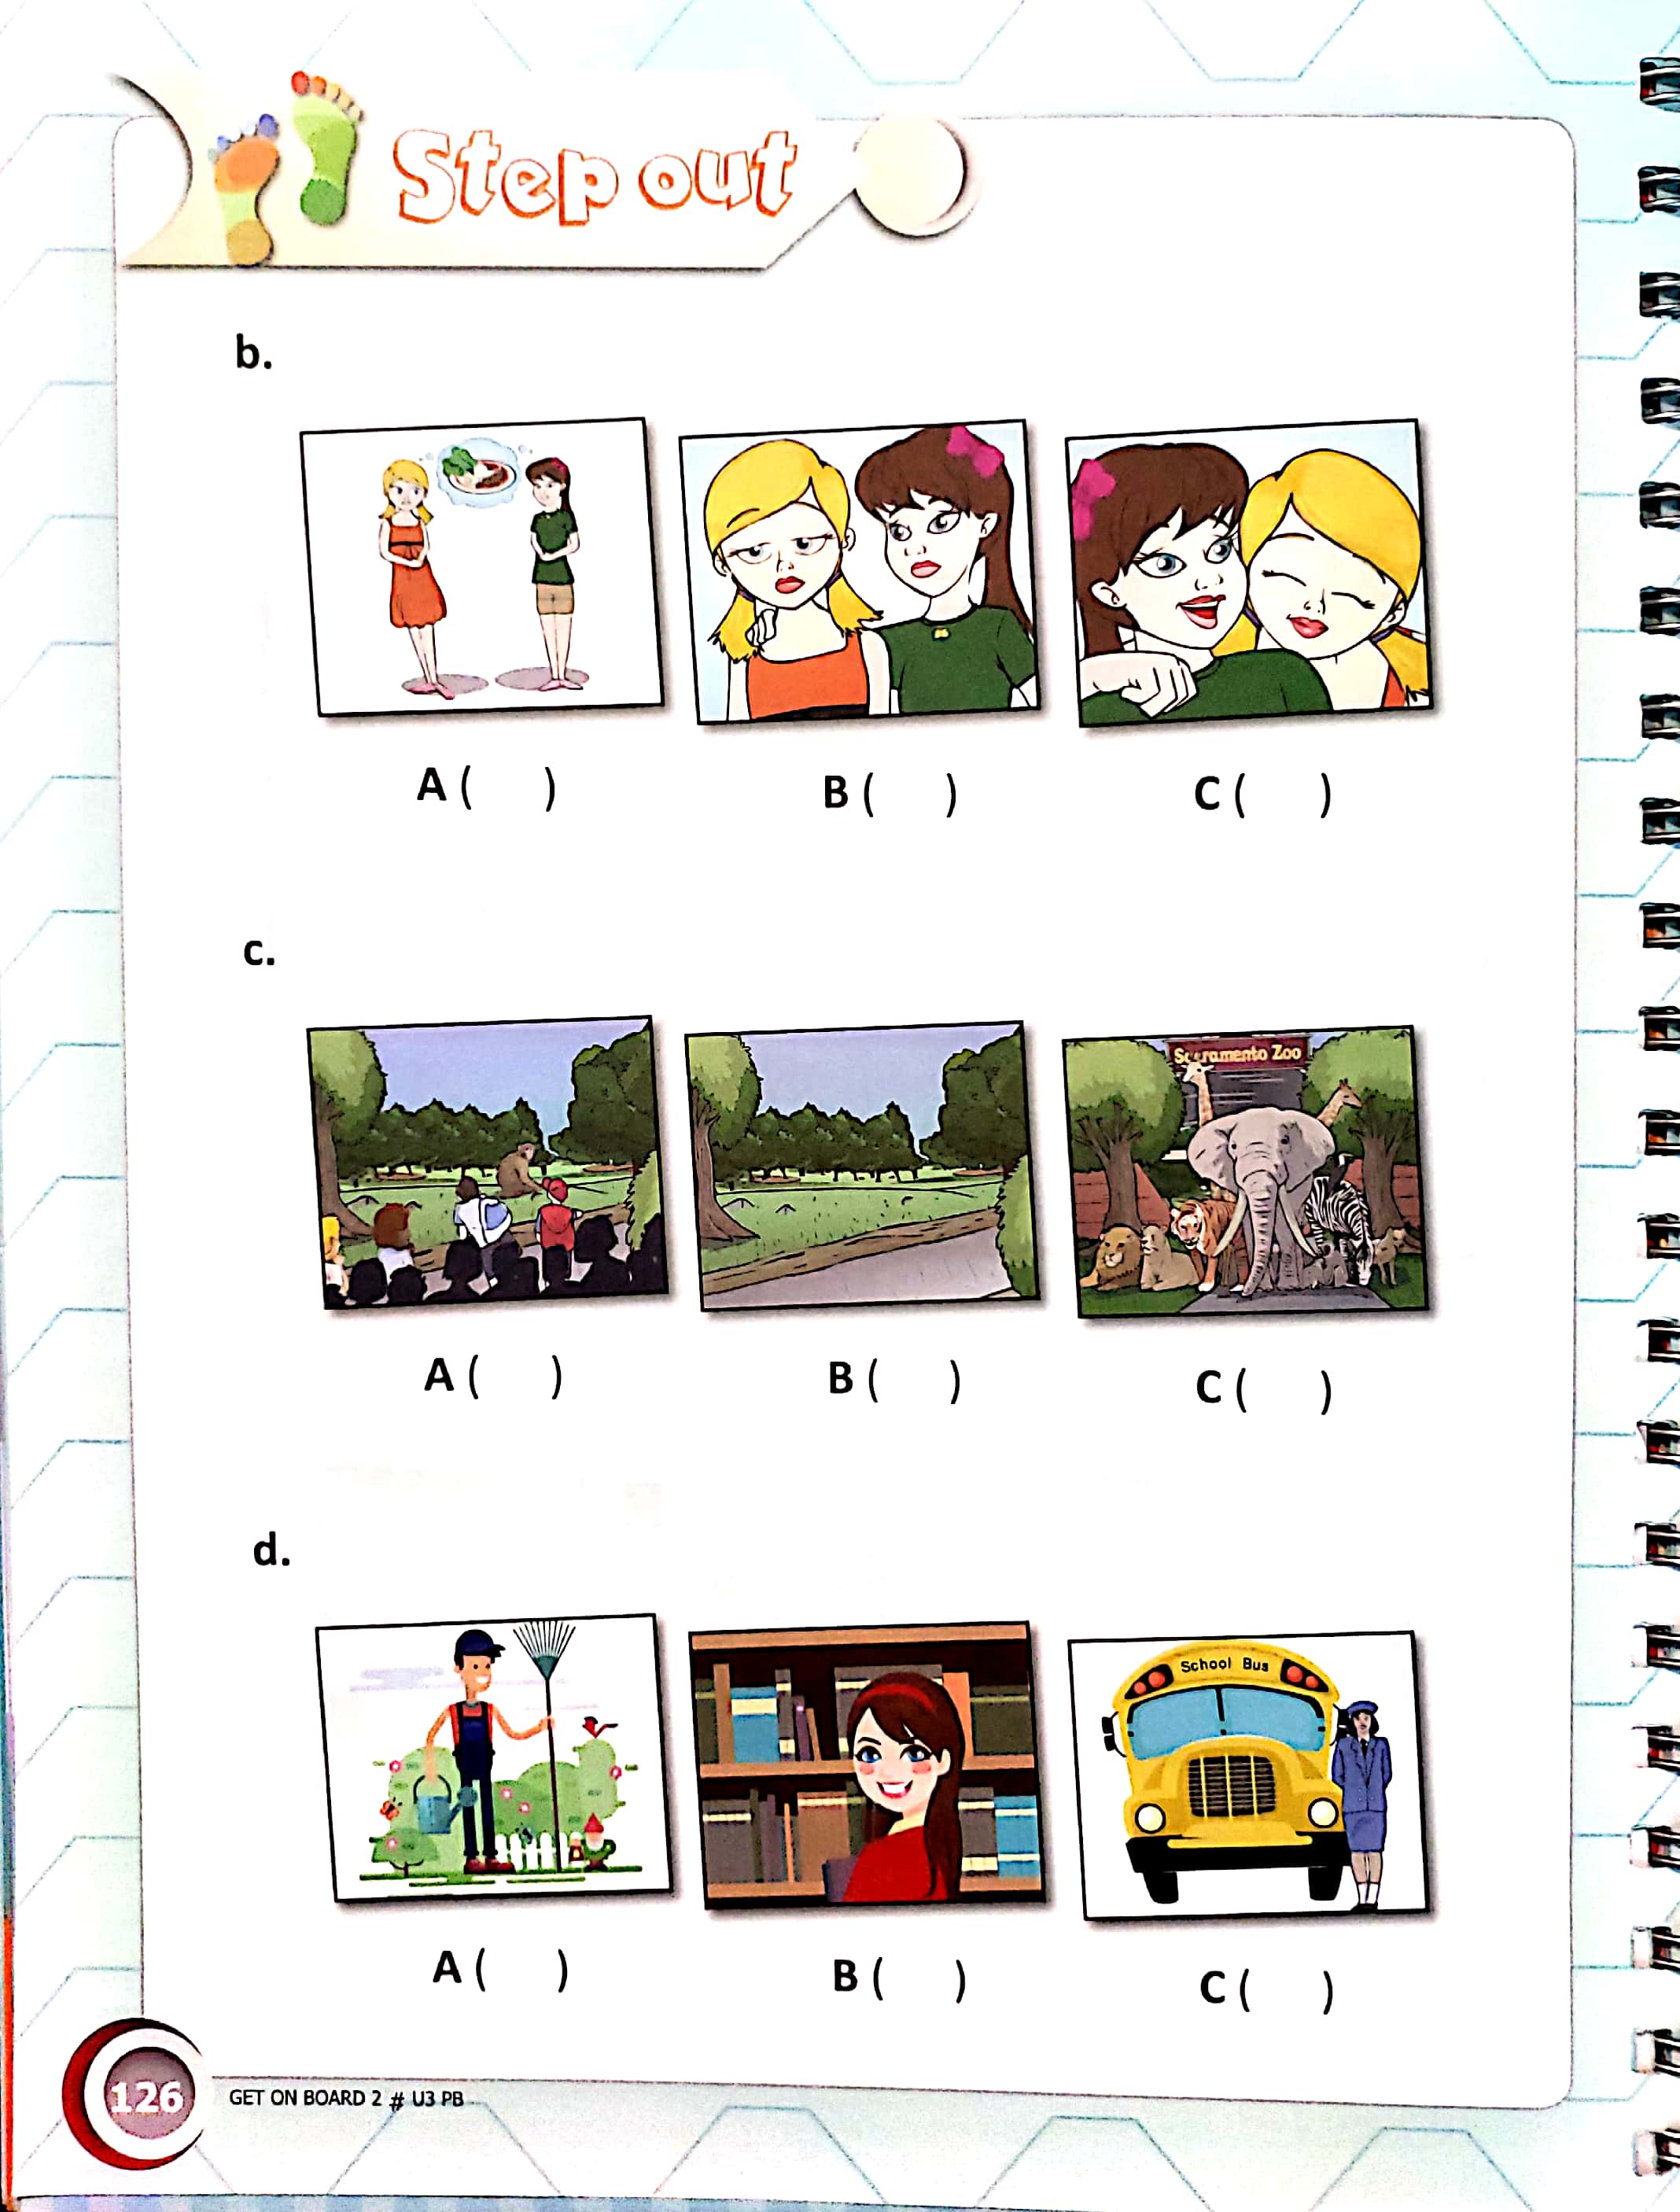 Step out
b.
A ( ) B ( ) C ( )
c.
Sacramento Zoo
A ( ) B ( ) C ( )
d.
School Bus
A ( ) B ( ) C ( )
126 GET ON BOARD 2 # U3 PB